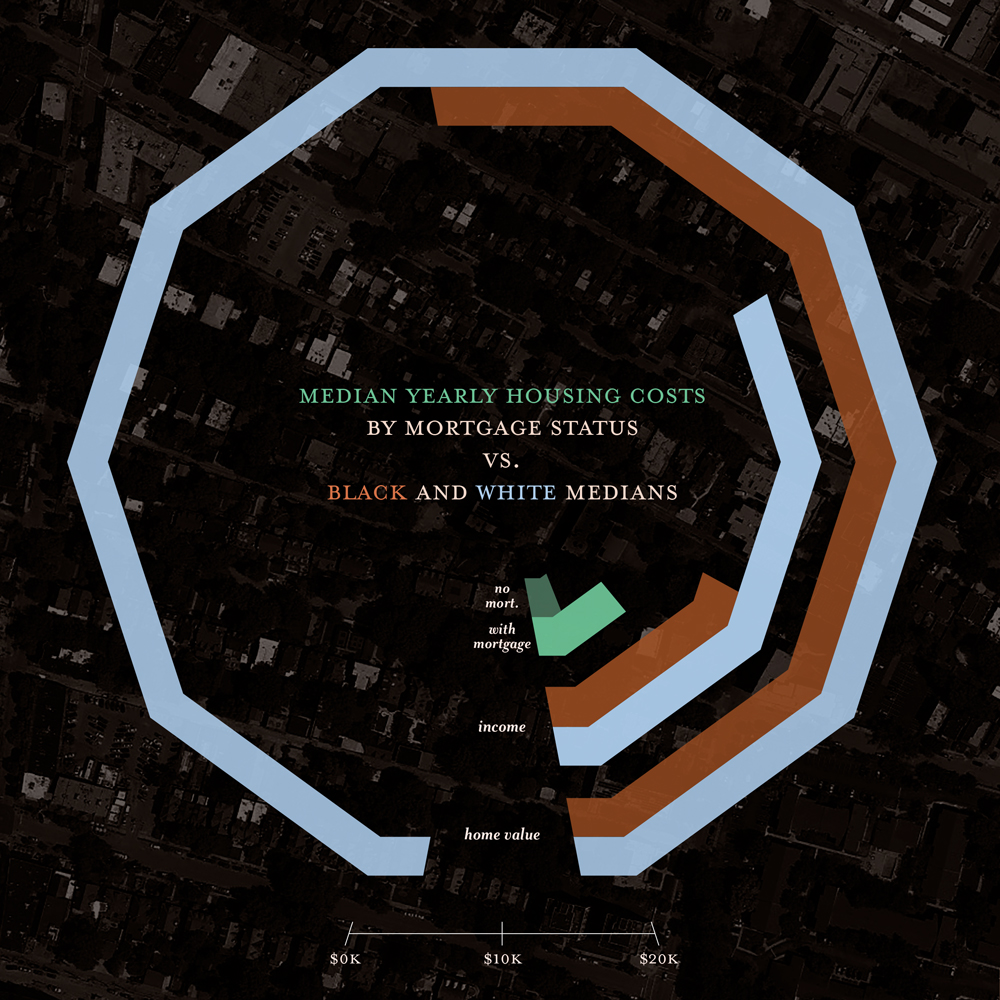 MEDIAN YEARLY HOUSING COSTS
BY MORTGAGE STATUS
VS.
BLACK AND WHITE MEDIANS
no
mort.
with
mortgage
income
home value
$0K $10K $20K